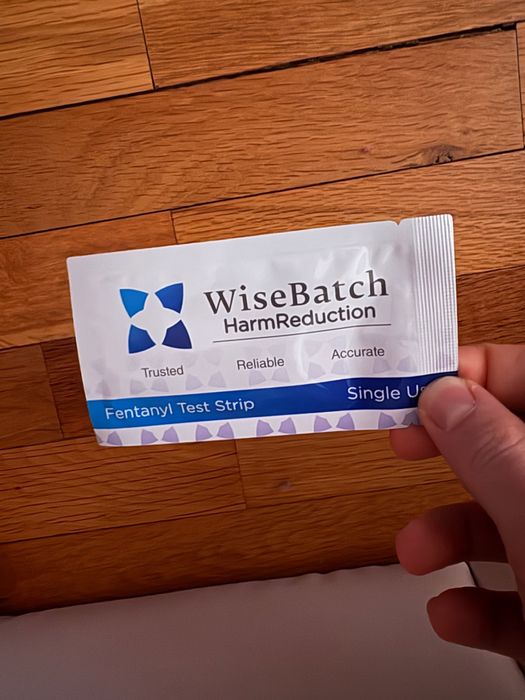 WiseBatch
HarmReduction
Trusted Reliable Accurate
Fentanyl Test Strip Single